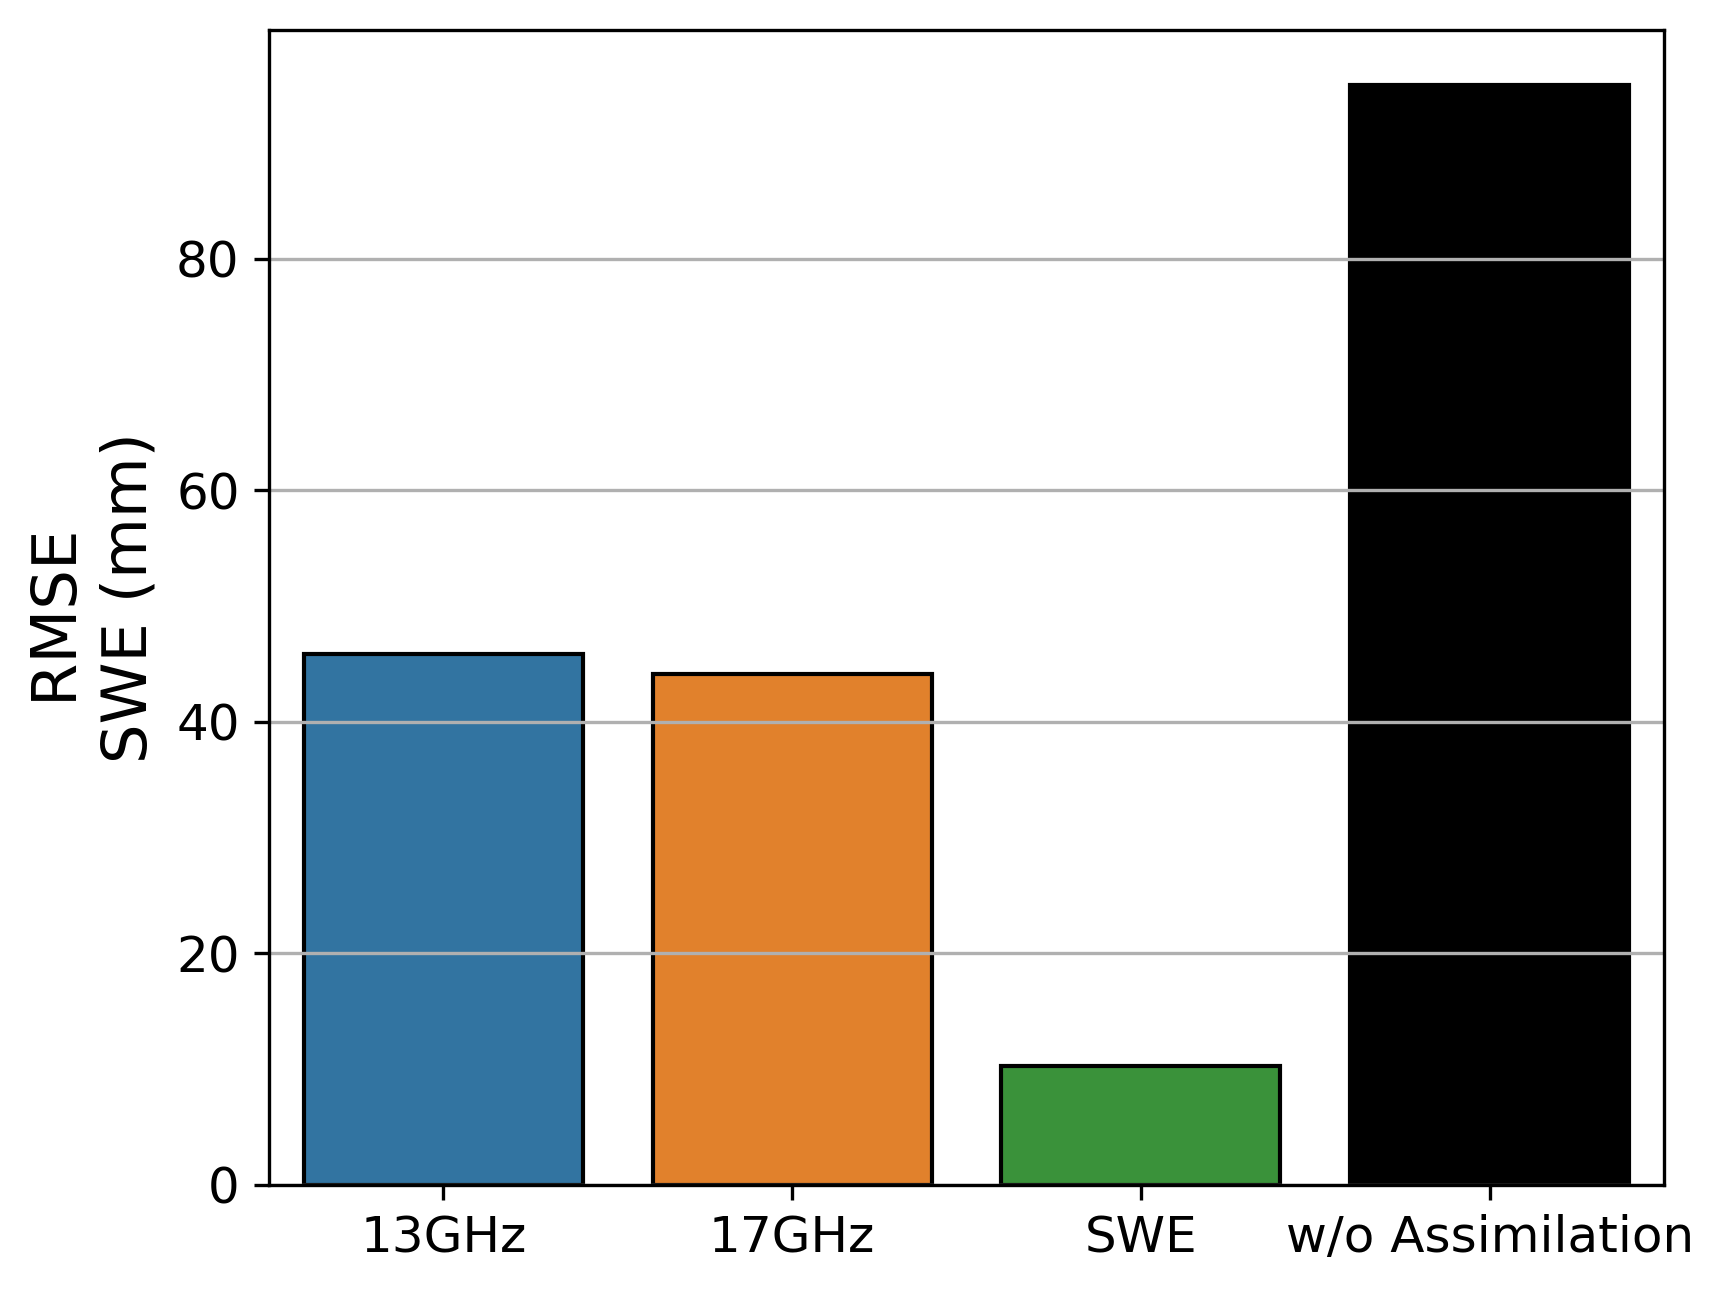 RMSE
SWE (mm)
80
60
40
20
0
13GHz
17GHz
SWE
w/o Assimilation